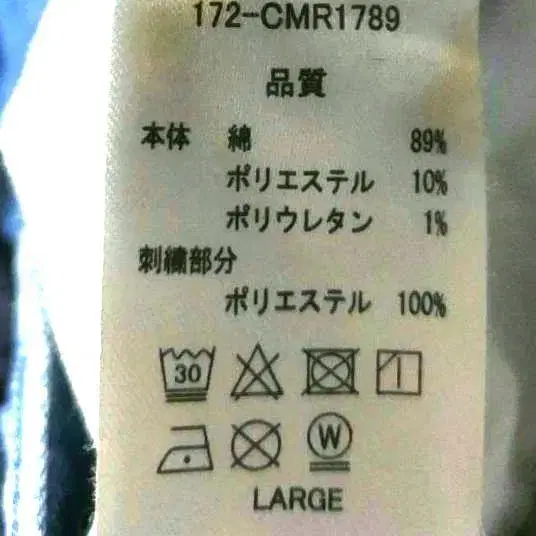 172-CMR1789
品質
本体 綿 89%
ポリエステル 10%
ポリウレタン 1%
刺繍部分
ポリエステル 100%
30
W
LARGE